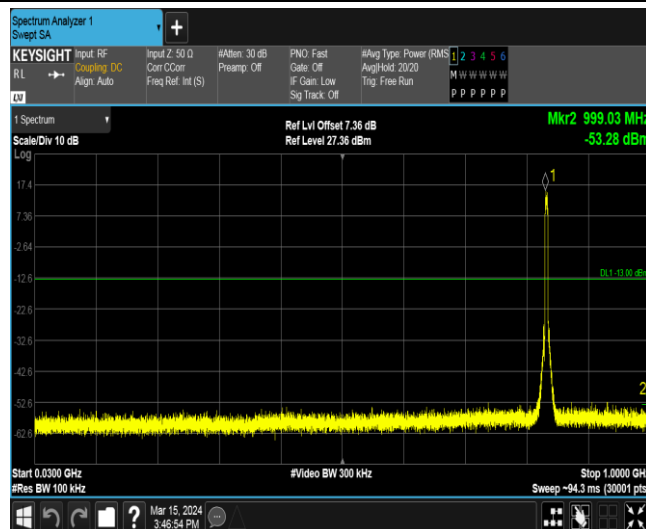 Spectrum Analyzer 1
Swept SA
+
KEYSIGHT
RL
Input: RF
Coupling: DC
Align: Auto
Input Z: 50 Ω
Corr CCorr
Freq Ref: Int (S)
#Atten: 30 dB
Preamp: Off
PNO: Fast
Gate: Off
IF Gain: Low
Sig Track: Off
#Avg Type: Power (RMS
Avg|Hold: 20/20
Trig: Free Run
1 2 3 4 5 6
M W W W W W
P P P P P P
LXI
1 Spectrum
Scale/Div 10 dB
Log
Ref Lvl Offset 7.36 dB
Ref Level 27.36 dBm
Mkr2 999.03 MHz
-53.28 dBm
1
17.4
7.36
-2.64
-12.6
DL1 -13.00 dBm
-22.6
-32.6
-42.6
-52.6
2
-62.6
Start 0.0300 GHz
#Res BW 100 kHz
#Video BW 300 kHz
Stop 1.0000 GHz
Sweep ~94.3 ms (30001 pts)
?
Mar 15, 2024
3:46:54 PM